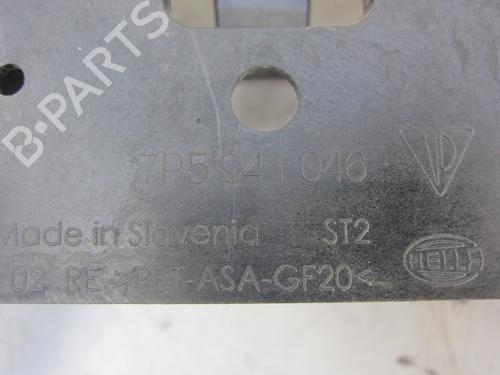 B-PARTS
7P5 941 046
Made in Slovenia ST2
02 RE >PBT-ASA-GF20<
HELLA